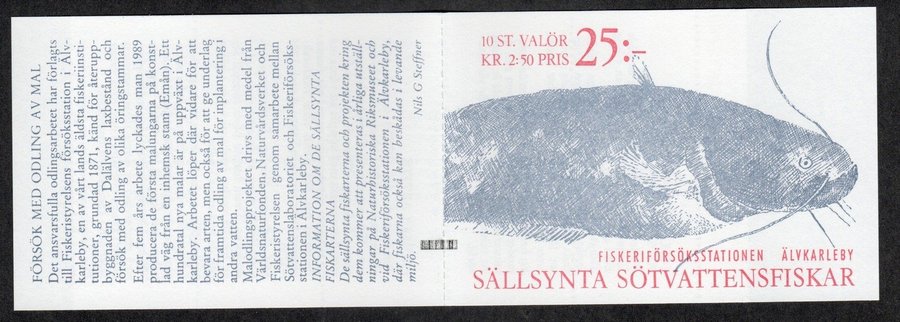 FÖRSÖK MED ODLING AV MAL
Det ansvarsfulla odlingsarbetet har förlagts
till Fiskeristyrelsens försöksstation i Älv-
karleby, en av vårt lands äldsta fiskeriinsti-
tutioner, grundad 1871, känd för återupp-
byggnaden av Dalälvens laxbestånd och
försök med odling av olika öringstammar.
Efter fem års arbete lyckades man 1989
producera de första malungarna på konst-
lad väg från en inhemsk stam (Emån). Ett
hundratal nya malar är på uppväxt i Älv-
karleby. Arbetet löper där vidare för att
bevara arten, men också för att ge underlag
för framtida odling av mal för inplantering i
andra vatten.
Malodlingsprojektet drivs med medel från
Världsnaturfonden, Naturvårdsverket och
Fiskeristyrelsen genom samarbete mellan
Sötvattenslaboratoriet och Fiskeriförsöks-
stationen i Älvkarleby.
INFORMATION OM DE SÄLLSYNTA
FISKARTERNA
De sällsynta fiskarterna och projekten kring
dem kommer att presenteras i årliga utställ-
ningar på Naturhistoriska Riksmuseet och
vid Fiskeriförsöksstationen i Älvkarleby,
där fiskarna också kan beskådas i levande
miljö.
Nils G Steffner
10 ST. VALÖR
KR. 2:50 PRIS 25:-
FISKERIFÖRSÖKSSTATIONEN ÄLVKARLEBY
SÄLLSYNTA SÖTVATTENSFISKAR